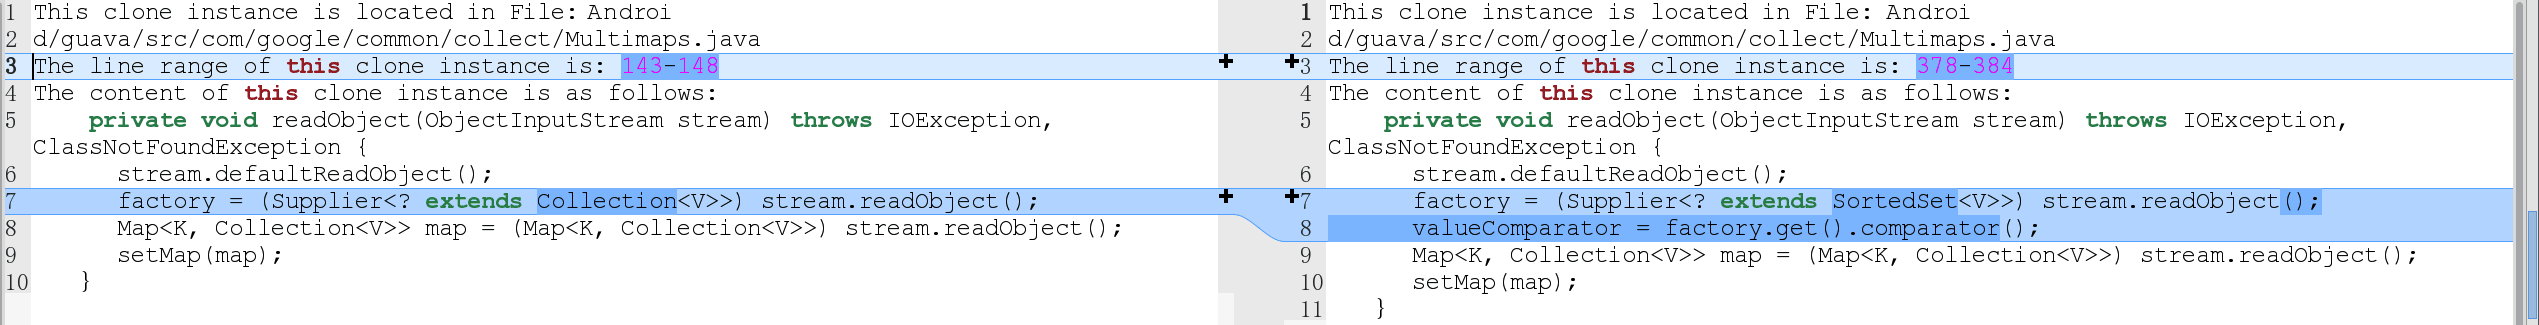 1 This clone instance is located in File: Androi
2 d/guava/src/com/google/common/collect/Multimaps.java
3 The line range of this clone instance is: 143-148
4 The content of this clone instance is as follows:
5 private void readObject(ObjectInputStream stream) throws IOException,
ClassNotFoundException {
6 stream.defaultReadObject();
7 factory = (Supplier<? extends Collection<V>>) stream.readObject();
8 Map<K, Collection<V>> map = (Map<K, Collection<V>>) stream.readObject();
9 setMap(map);
10 }
1 This clone instance is located in File: Androi
2 d/guava/src/com/google/common/collect/Multimaps.java
3 The line range of this clone instance is: 378-384
4 The content of this clone instance is as follows:
5 private void readObject(ObjectInputStream stream) throws IOException,
ClassNotFoundException {
6 stream.defaultReadObject();
7 factory = (Supplier<? extends SortedSet<V>>) stream.readObject();
8 valueComparator = factory.get().comparator();
9 Map<K, Collection<V>> map = (Map<K, Collection<V>>) stream.readObject();
10 setMap(map);
11 }